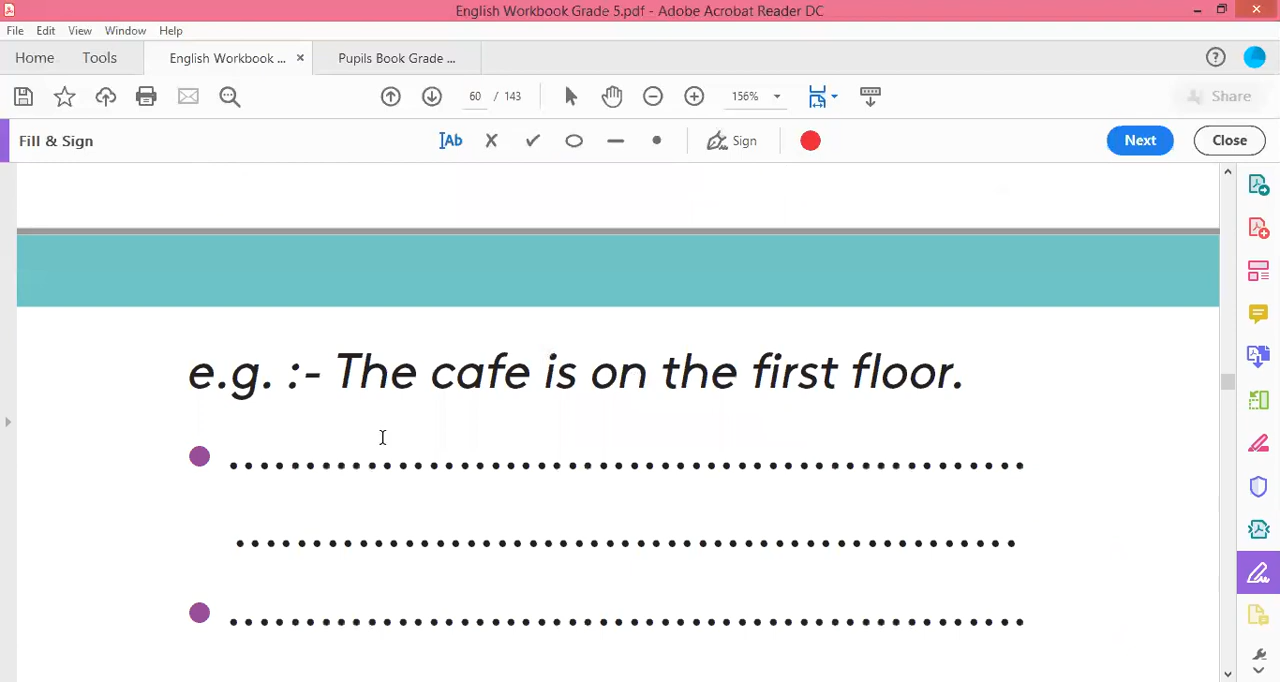 English Workbook Grade 5.pdf - Adobe Acrobat Reader DC
File Edit View Window Help
Home Tools English Workbook ... × Pupils Book Grade ...
60 / 143 156% Share
Fill & Sign Ab Sign Next Close
e.g. :- The cafe is on the first floor.